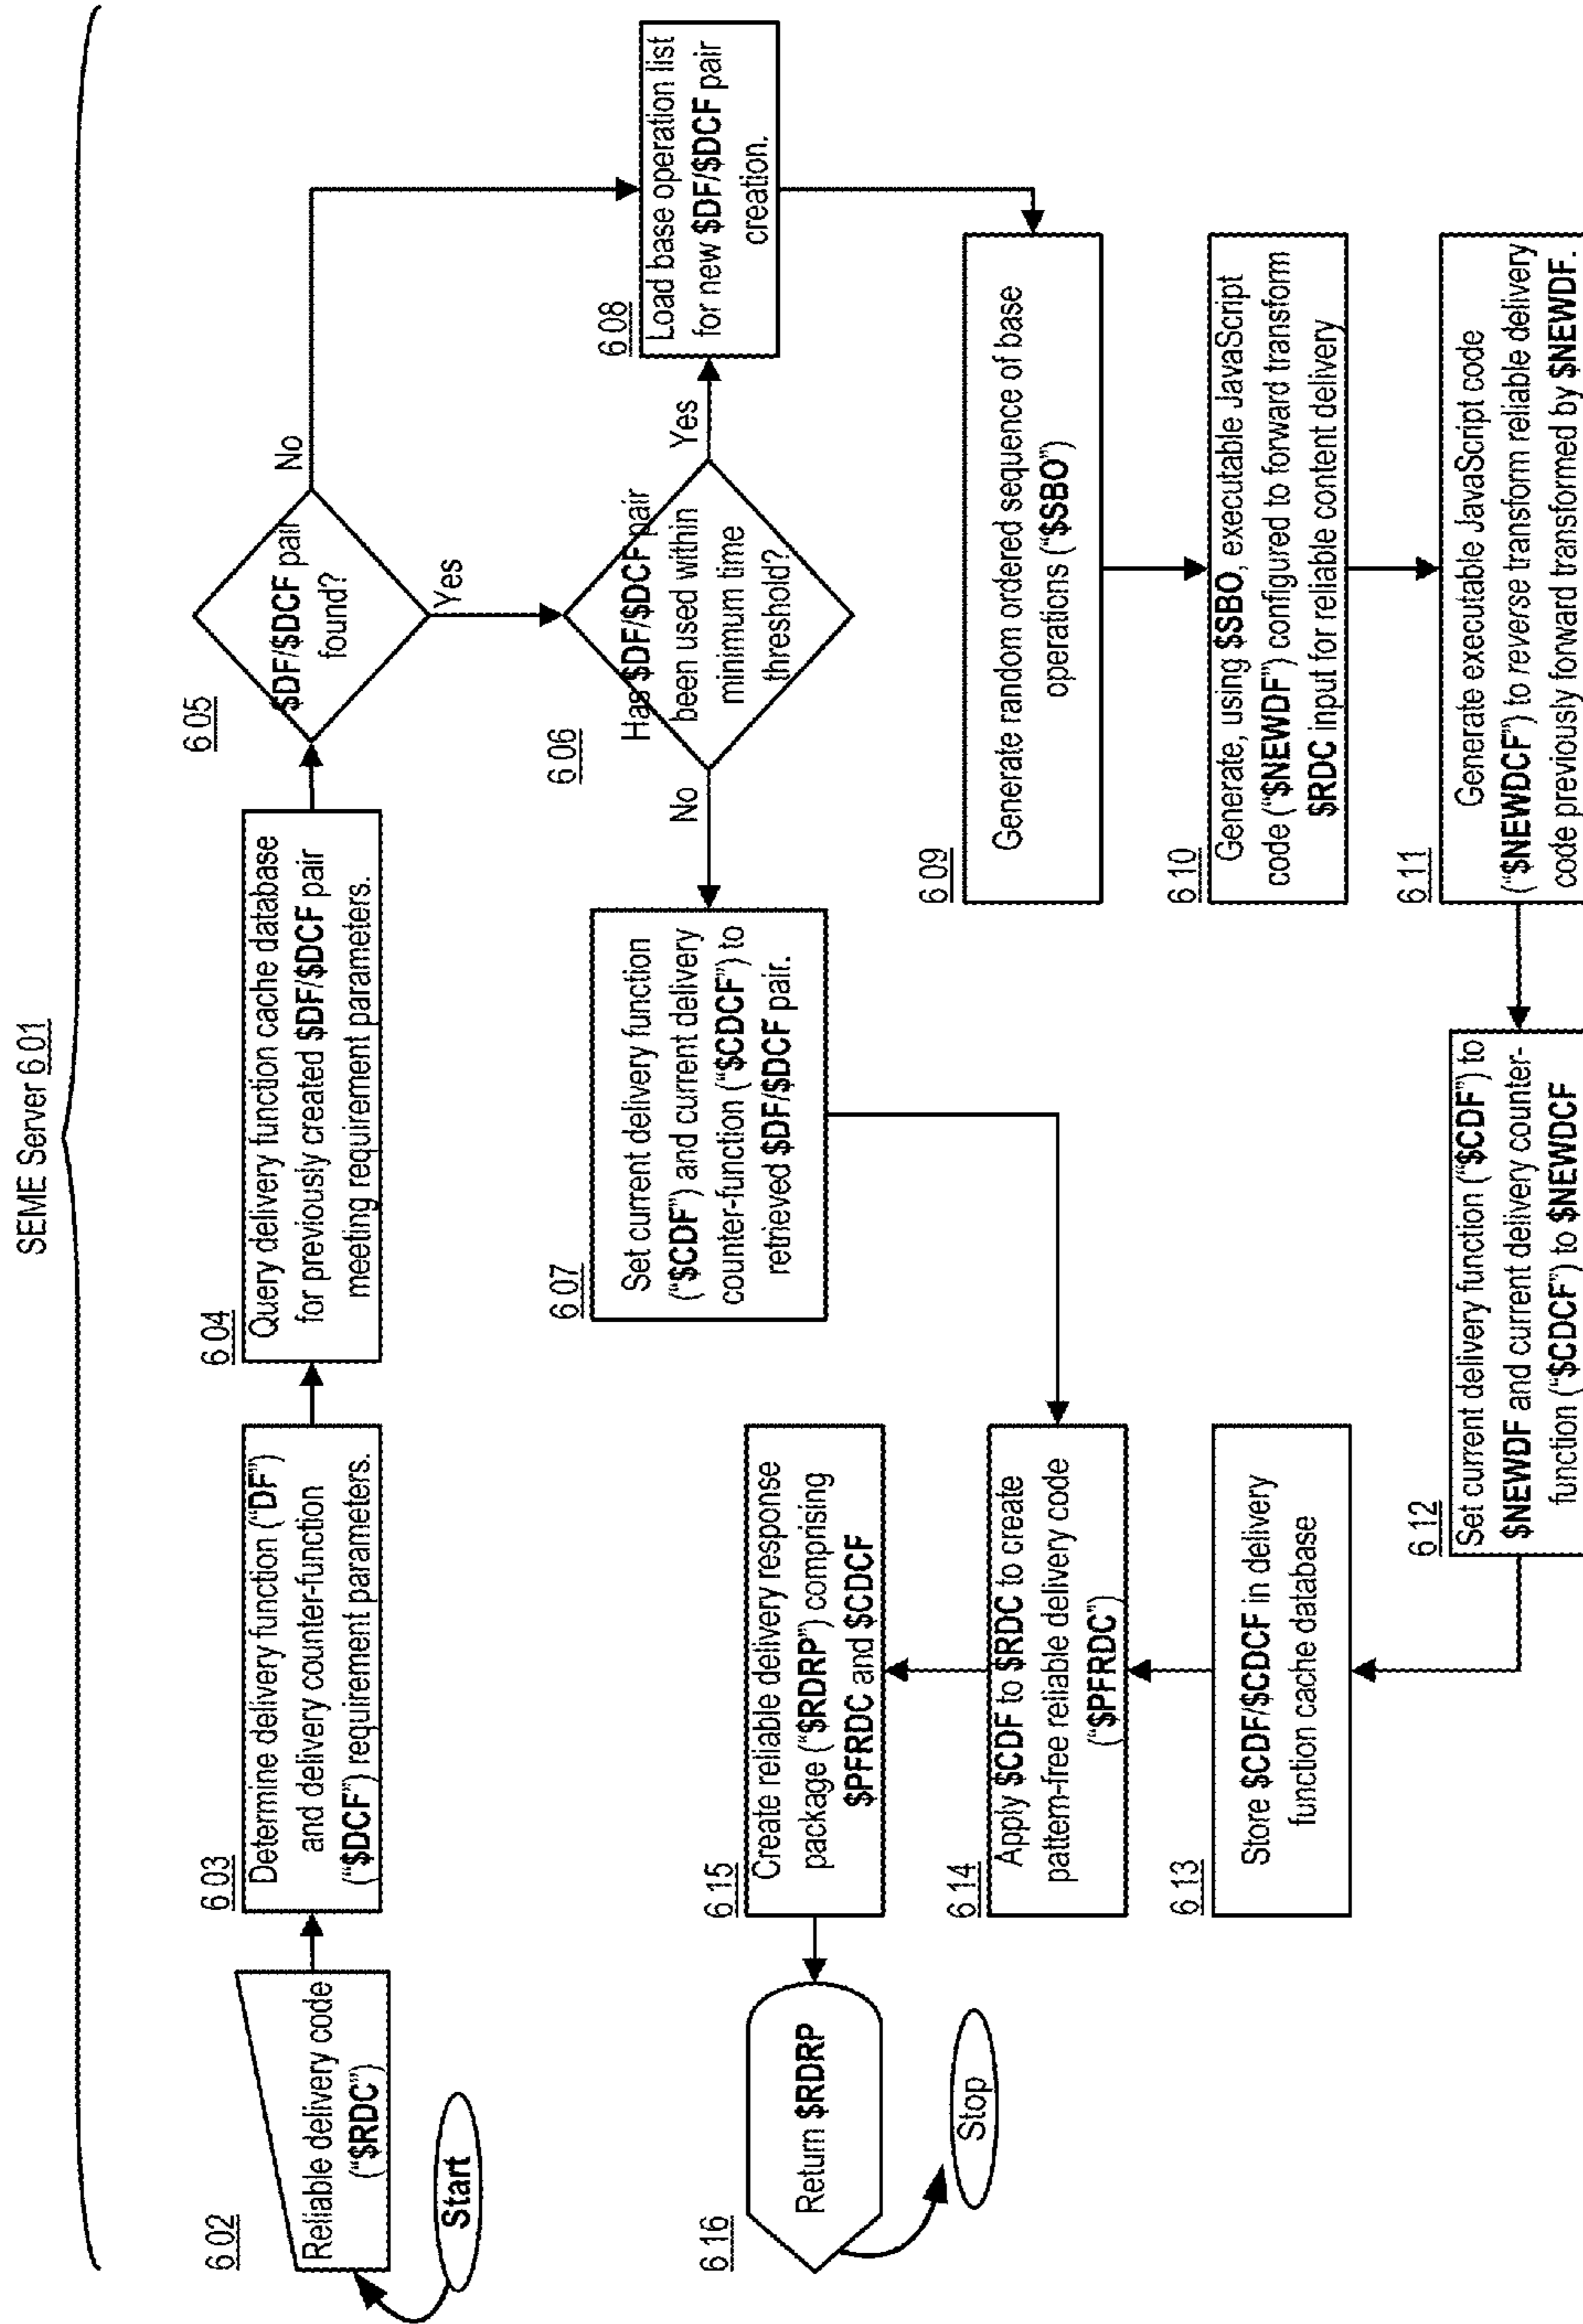 SEME Server 6.01
6.02
Reliable delivery code
("$RDC")
Start
6.03
Determine delivery function ("DF")
and delivery counter-function
("$DCF") requirement parameters.
6.04
Query delivery function cache database
for previously created $DF/$DCF pair
meeting requirement parameters.
6.05
$DF/$DCF pair
found?
No
Yes
6.06
Has $DF/$DCF pair
been used within
minimum time
threshold?
Yes
No
6.07
Set current delivery function
("$CDF") and current delivery
counter-function ("$CDCF") to
retrieved $DF/$DCF pair.
6.08
Load base operation list
for new $DF/$DCF pair
creation.
6.09
Generate random ordered sequence of base
operations ("$SBO")
6.10
Generate, using $SBO, executable JavaScript
code ("$NEWDF") configured to forward transform
$RDC input for reliable content delivery
6.11
Generate executable JavaScript code
("$NEWDCF") to reverse transform reliable delivery
code previously forward transformed by $NEWDF.
6.12
Set current delivery function ("$CDF") to
$NEWDF and current delivery counter-
function ("$CDCF") to $NEWDCF
6.13
Store $CDF/$CDCF in delivery
function cache database
6.14
Apply $CDF to $RDC to create
pattern-free reliable delivery code
("$PFRDC")
6.15
Create reliable delivery response
package ("$RDRP") comprising
$PFRDC and $CDCF
6.16
Return $RDRP
Stop